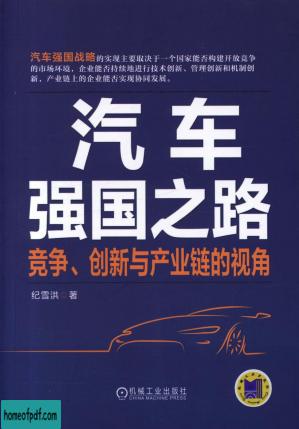 汽车强国战略的实现主要取决于一个国家能否构建开放竞争
的市场环境，企业能否持续地进行技术创新、管理创新和机制创
新，产业链上的企业能否实现协同发展。
汽车
强国之路
竞争、创新与产业链的视角
纪雪洪 著
机械工业出版社
CHINA MACHINE PRESS
homeofpdf.com